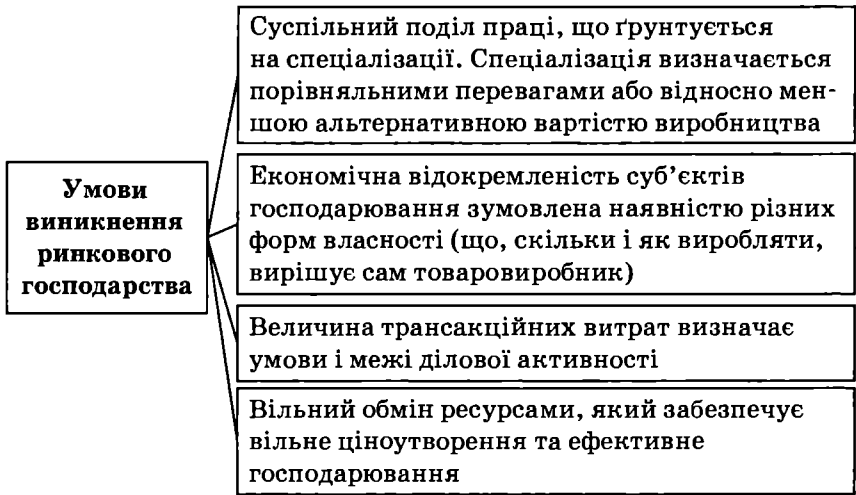 Суспільний поділ праці, що ґрунтується
на спеціалізації. Спеціалізація визначається
порівняльними перевагами або відносно мен-
шою альтернативною вартістю виробництва
Умови
виникнення
ринкового
господарства
Економічна відокремленість суб’єктів
господарювання зумовлена наявністю різних
форм власності (що, скільки і як виробляти,
вирішує сам товаровиробник)
Величина трансакційних витрат визначає
умови і межі ділової активності
Вільний обмін ресурсами, який забезпечує
вільне ціноутворення та ефективне
господарювання